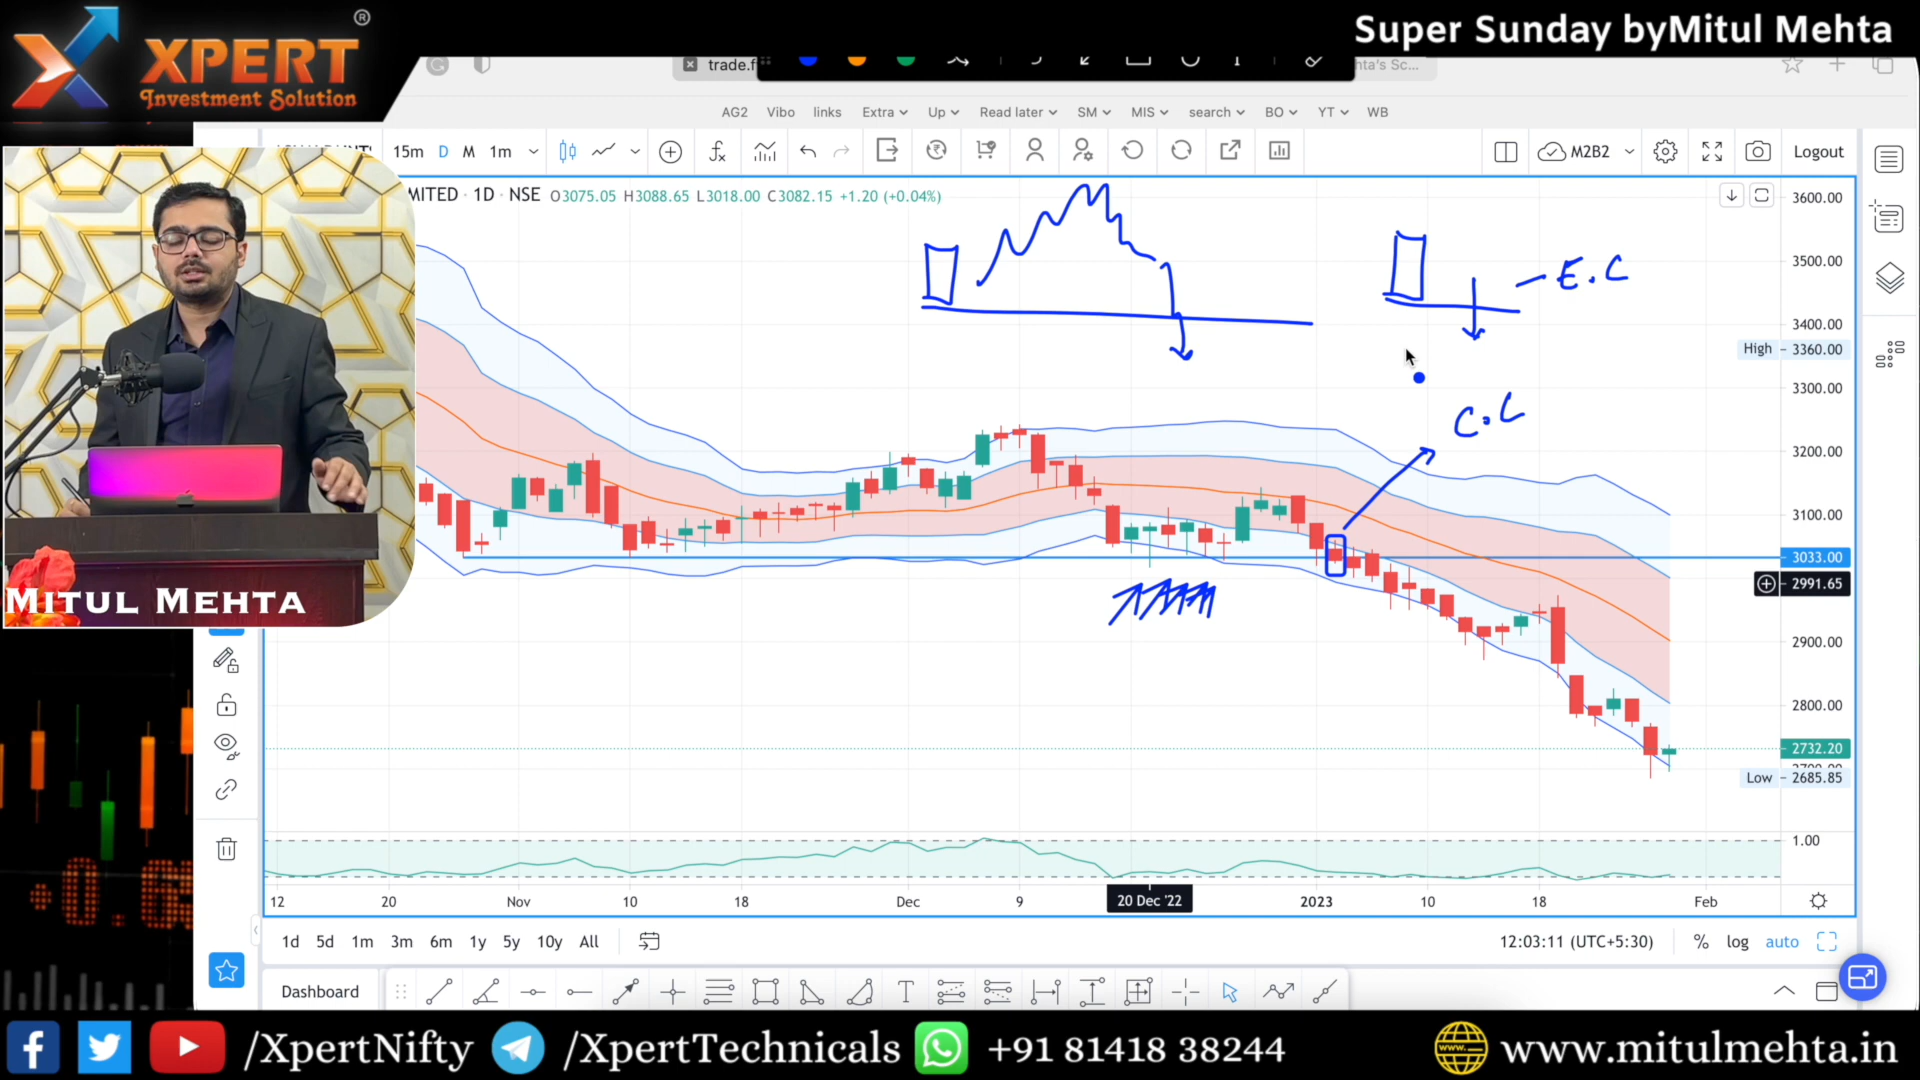 Super Sunday byMitul Mehta
®
XPERT
Investment Solution
trade.f
nta's Sc...
AG2 Vibo links Extra Up Read later SM MIS search BO YT WB
15m D M 1m
M2B2
Logout
MITED · 1D · NSE O3075.05 H3088.65 L3018.00 C3082.15 +1.20 (+0.04%)
3600.00
3500.00
E.C
3400.00
High 3360.00
3300.00
C.C
3200.00
3100.00
3033.00
2991.65
MITUL MEHTA
2900.00
2800.00
2732.20
Low 2685.85
1.00
12 20 Nov 10 18 Dec 9 20 Dec '22 2023 10 18 Feb
1d 5d 1m 3m 6m 1y 5y 10y All
12:03:11 (UTC+5:30) % log auto
Dashboard
/XpertNifty /XpertTechnicals +91 81418 38244 www.mitulmehta.in